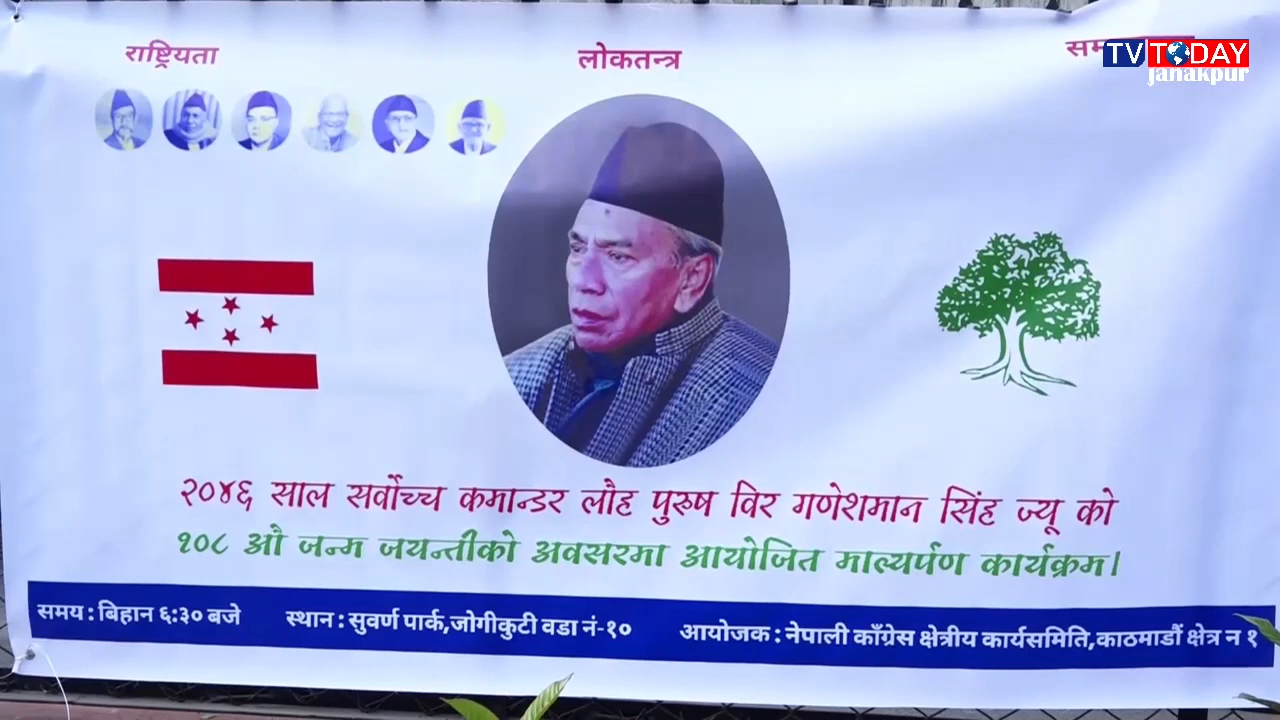 राष्ट्रियता
लोकतन्त्र
TV TODAY
Janakpur
२०४६ साल सर्वोच्च कमाण्डर लौह पुरुष विर गणेशमान सिंह ज्यू को
१०८ औ जन्म जयन्तीको अवसरमा आयोजित माल्यर्पण कार्यक्रम।
समय : बिहान ६:३० बजे
स्थान : सुवर्ण पार्क,जोगीकुटी वडा नं-१०
आयोजक : नेपाली काँग्रेस क्षेत्रीय कार्यसमिति,काठमाडौं क्षेत्र न १